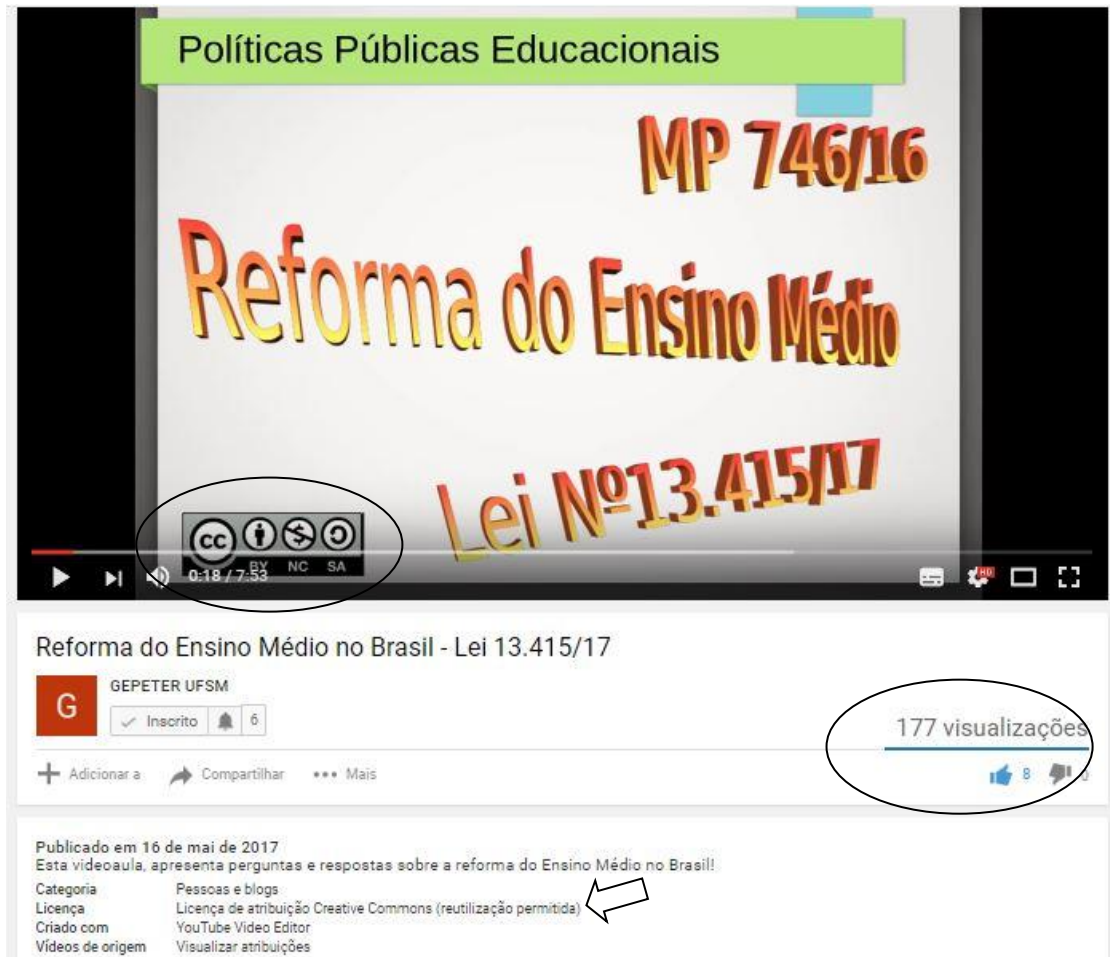 Políticas Públicas Educacionais
MP 746/16
Reforma do Ensino Médio
Lei Nº13.415/17
cc
BY NC SA
0:18 / 7:53
HD
Reforma do Ensino Médio no Brasil - Lei 13.415/17
G
GEPETER UFSM
Inscrito 6
177 visualizações
Adicionar a Compartilhar Mais
8 0
Publicado em 16 de mai de 2017
Esta videoaula, apresenta perguntas e respostas sobre a reforma do Ensino Médio no Brasil!
Categoria Pessoas e blogs
Licença Licença de atribuição Creative Commons (reutilização permitida)
Criado com YouTube Video Editor
Vídeos de origem Visualizar atribuições